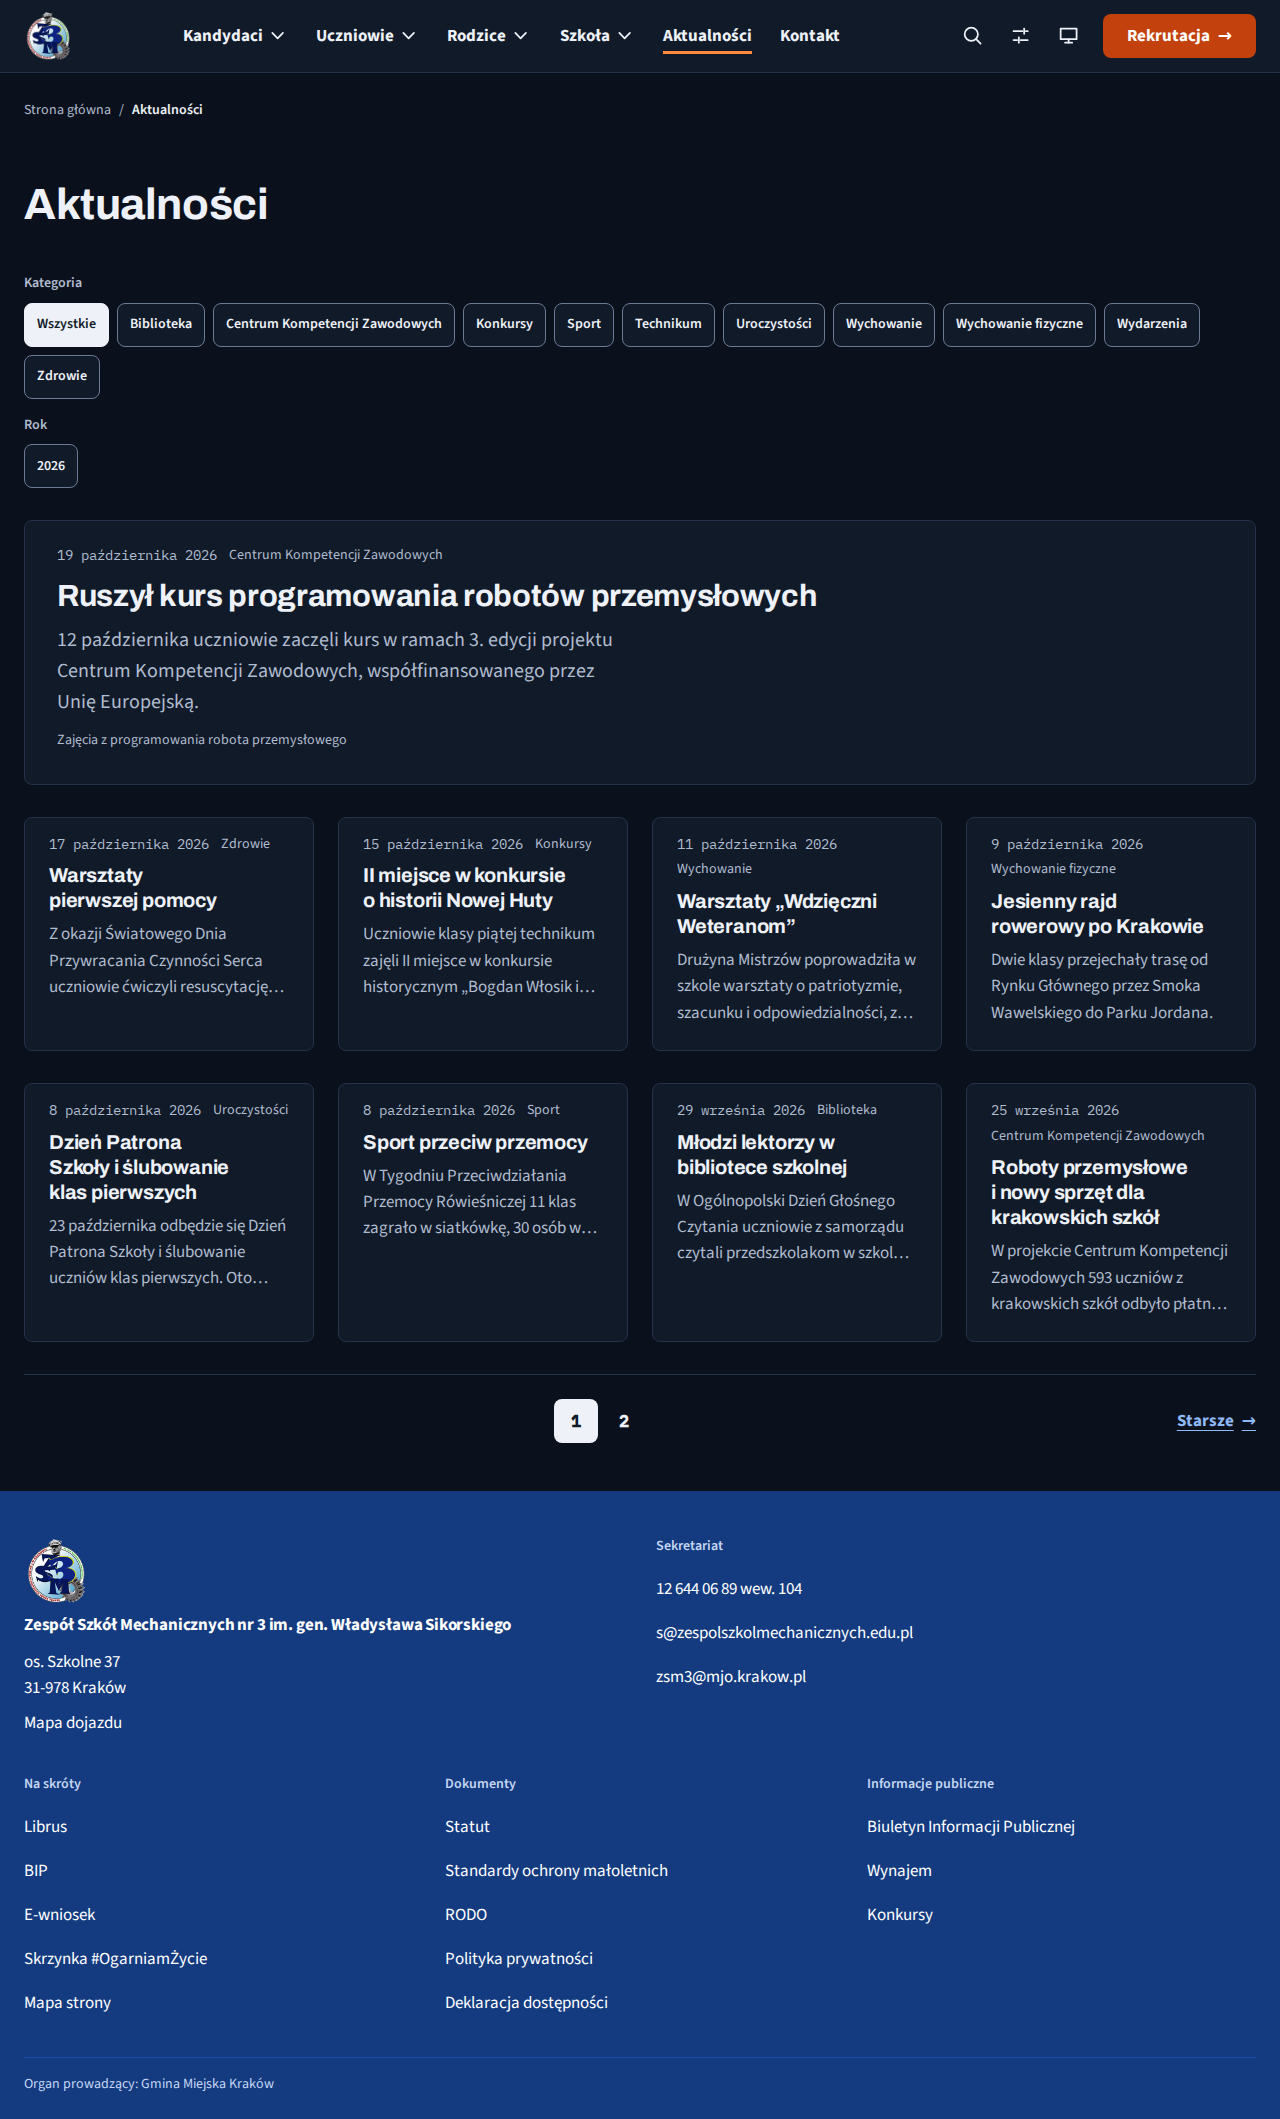 Kandydaci Uczniowie Rodzice Szkoła Aktualności Kontakt Rekrutacja →
Strona główna / Aktualności
Aktualności
Kategoria
Wszystkie Biblioteka Centrum Kompetencji Zawodowych Konkursy Sport Technikum Uroczystości Wychowanie Wychowanie fizyczne Wydarzenia
Zdrowie
Rok
2026
19 października 2026 Centrum Kompetencji Zawodowych
Ruszył kurs programowania robotów przemysłowych
12 października uczniowie zaczęli kurs w ramach 3. edycji projektu
Centrum Kompetencji Zawodowych, współfinansowanego przez
Unię Europejską.
Zajęcia z programowania robota przemysłowego
17 października 2026 Zdrowie
Warsztaty
pierwszej pomocy
Z okazji Światowego Dnia
Przywracania Czynności Serca
uczniowie ćwiczyli resuscytację…
15 października 2026 Konkursy
II miejsce w konkursie
o historii Nowej Huty
Uczniowie klasy piątej technikum
zajęli II miejsce w konkursie
historycznym „Bogdan Włosik i…
11 października 2026
Wychowanie
Warsztaty „Wdzięczni
Weteranom”
Drużyna Mistrzów poprowadziła w
szkole warsztaty o patriotyzmie,
szacunku i odpowiedzialności, z…
9 października 2026
Wychowanie fizyczne
Jesienny rajd
rowerowy po Krakowie
Dwie klasy przejechały trasę od
Rynku Głównego przez Smoka
Wawelskiego do Parku Jordana.
8 października 2026 Uroczystości
Dzień Patrona
Szkoły i ślubowanie
klas pierwszych
23 października odbędzie się Dzień
Patrona Szkoły i ślubowanie
uczniów klas pierwszych. Oto…
8 października 2026 Sport
Sport przeciw przemocy
W Tygodniu Przeciwdziałania
Przemocy Rówieśniczej 11 klas
zagrało w siatkówkę, 30 osób w…
29 września 2026 Biblioteka
Młodzi lektorzy w
bibliotece szkolnej
W Ogólnopolski Dzień Głośnego
Czytania uczniowie z samorządu
czytali przedszkolakom w szkol…
25 września 2026
Centrum Kompetencji Zawodowych
Roboty przemysłowe
i nowy sprzęt dla
krakowskich szkół
W projekcie Centrum Kompetencji
Zawodowych 593 uczniów z
krakowskich szkół odbyło płatn…
1 2 Starsze →
Zespół Szkół Mechanicznych nr 3 im. gen. Władysława Sikorskiego
os. Szkolne 37
31-978 Kraków
Mapa dojazdu
Sekretariat
12 644 06 89 wew. 104
s@zespolszkolmechanicznych.edu.pl
zsm3@mjo.krakow.pl
Na skróty
Librus
BIP
E-wniosek
Skrzynka #OgarniamŻycie
Mapa strony
Dokumenty
Statut
Standardy ochrony małoletnich
RODO
Polityka prywatności
Deklaracja dostępności
Informacje publiczne
Biuletyn Informacji Publicznej
Wynajem
Konkursy
Organ prowadzący: Gmina Miejska Kraków